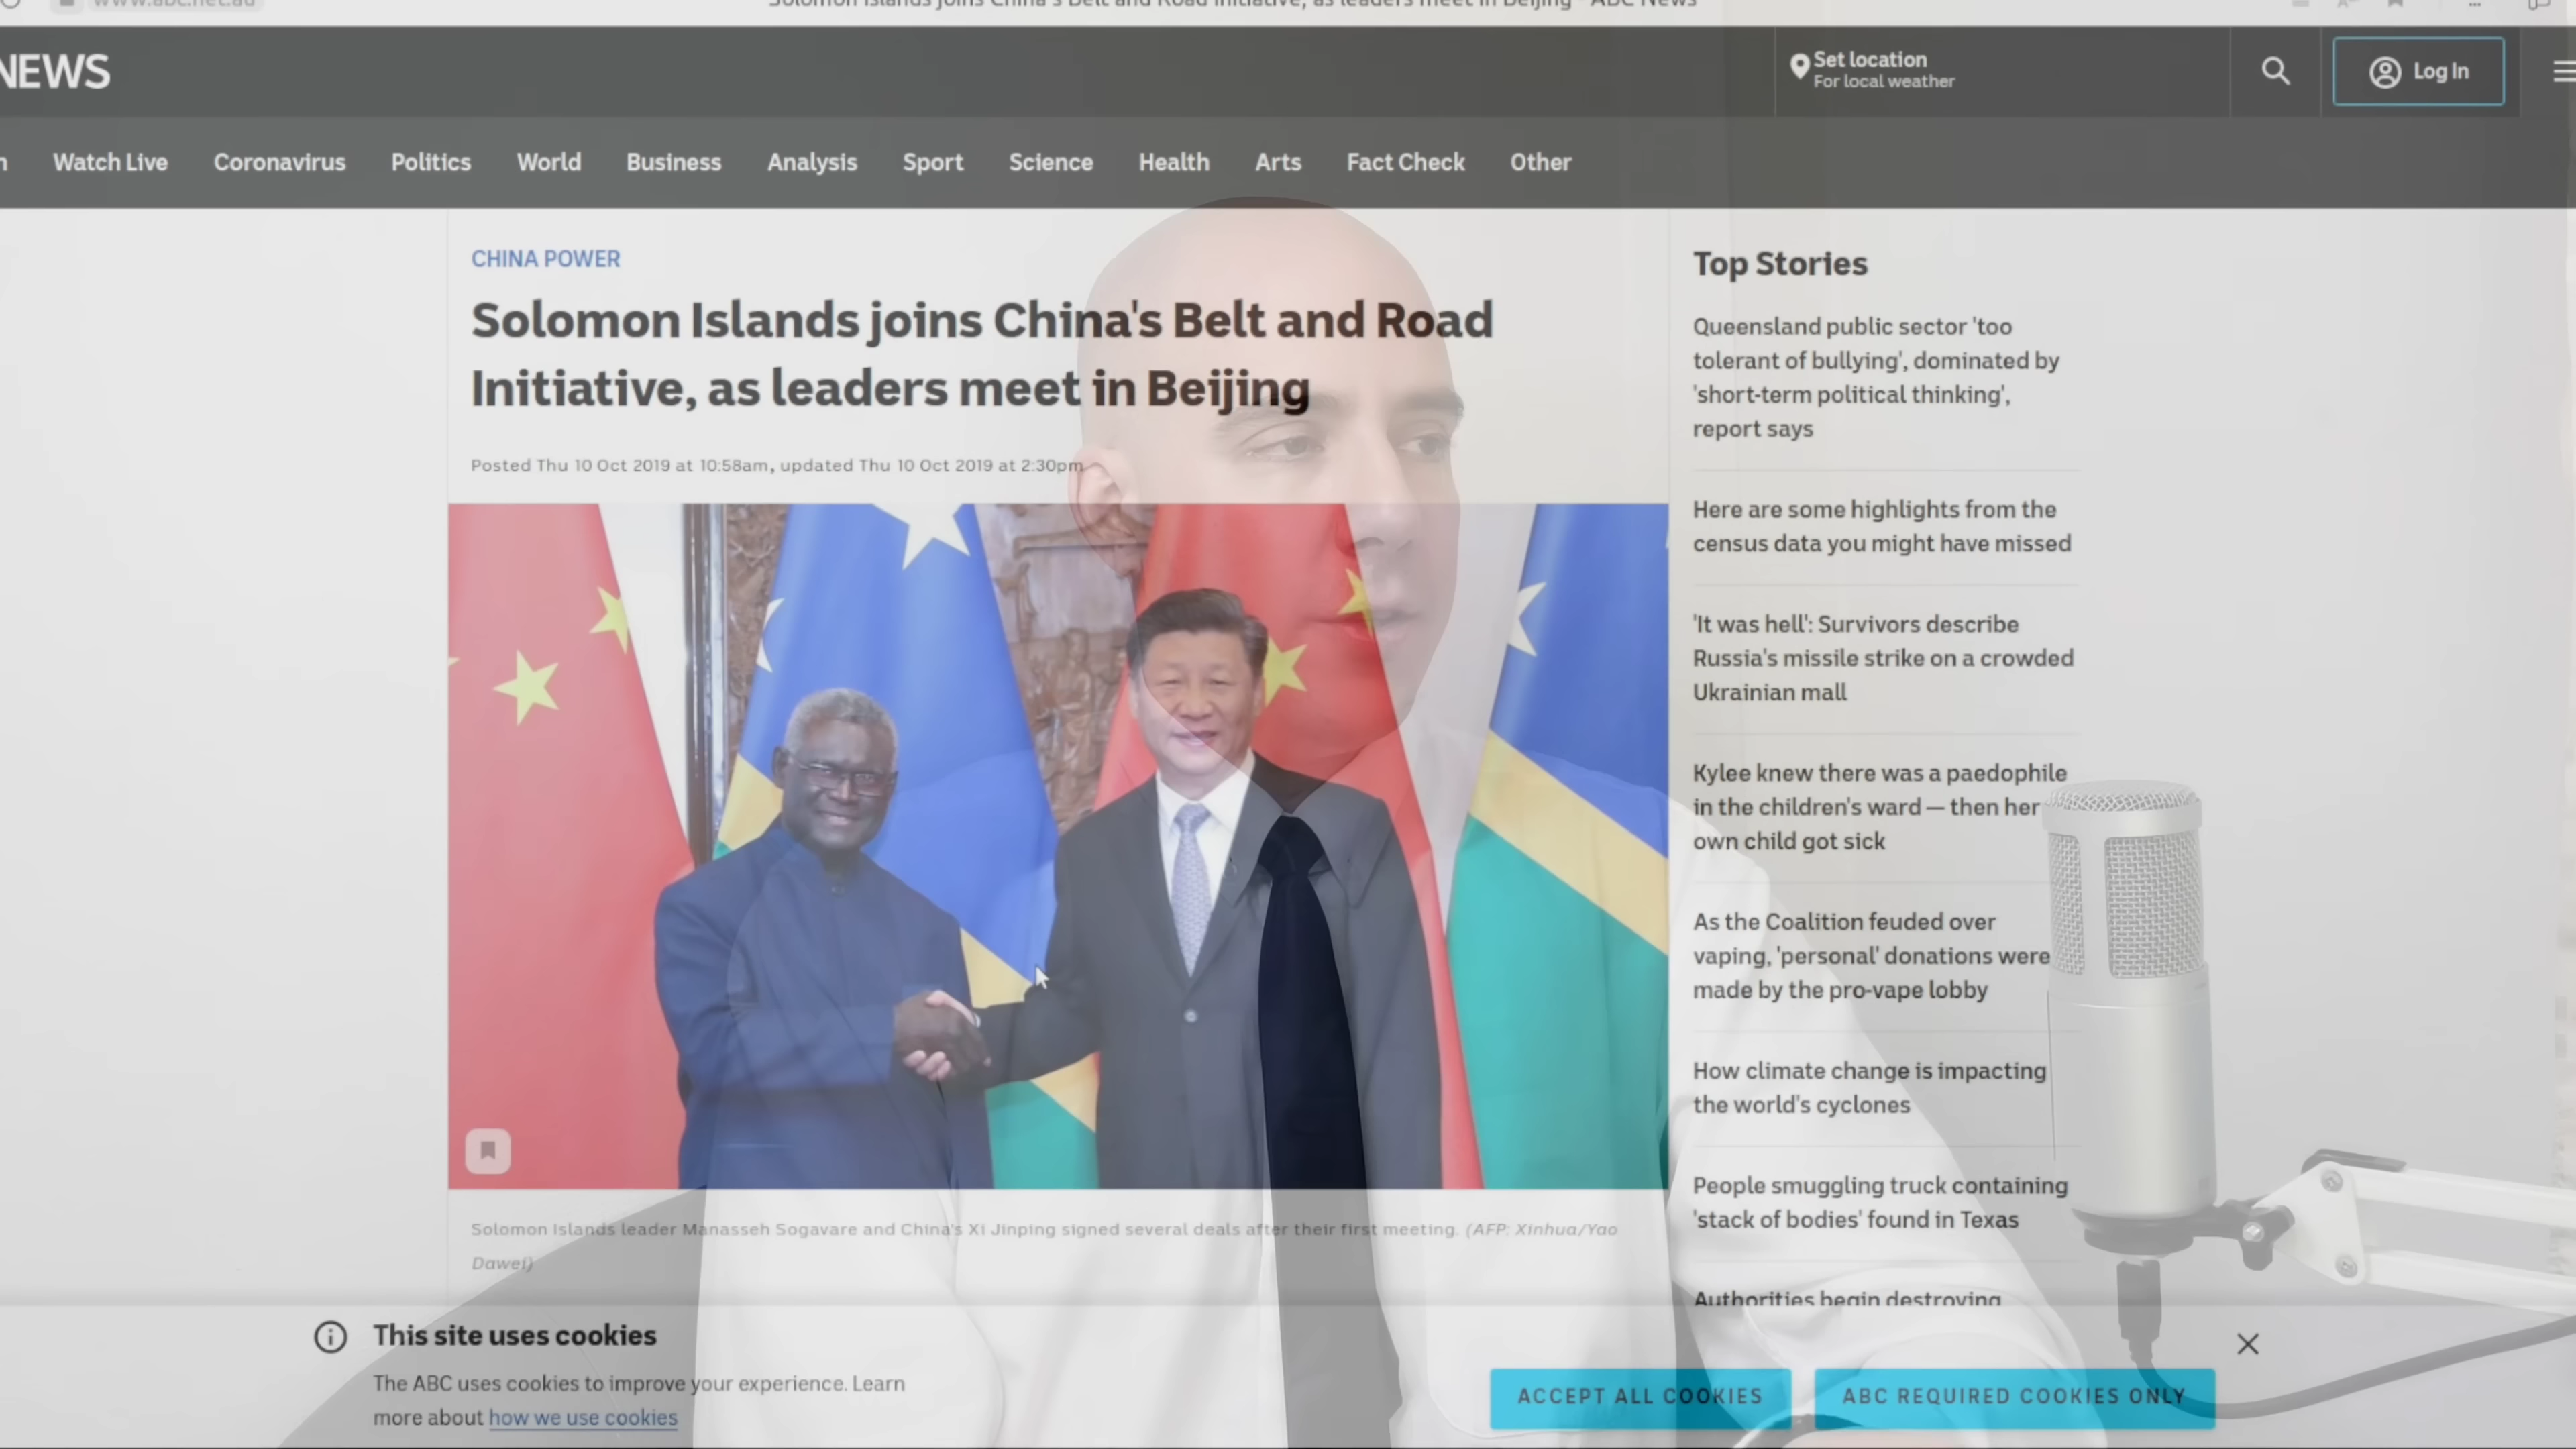 www.abc.net.au
Solomon Islands joins China's Belt and Road Initiative, as leaders meet in Beijing - ABC News
NEWS
Set location
For local weather
Log In
Watch Live
Coronavirus
Politics
World
Business
Analysis
Sport
Science
Health
Arts
Fact Check
Other
CHINA POWER
Solomon Islands joins China's Belt and Road
Initiative, as leaders meet in Beijing
Posted Thu 10 Oct 2019 at 10:58am, updated Thu 10 Oct 2019 at 2:30pm
Solomon Islands leader Manasseh Sogavare and China's Xi Jinping signed several deals after their first meeting. (AFP: Xinhua/Yao
Dawei)
Top Stories
Queensland public sector 'too
tolerant of bullying', dominated by
'short-term political thinking',
report says
Here are some highlights from the
census data you might have missed
'It was hell': Survivors describe
Russia's missile strike on a crowded
Ukrainian mall
Kylee knew there was a paedophile
in the children's ward — then her
own child got sick
As the Coalition feuded over
vaping, 'personal' donations were
made by the pro-vape lobby
How climate change is impacting
the world's cyclones
People smuggling truck containing
'stack of bodies' found in Texas
Authorities begin destroying
This site uses cookies
The ABC uses cookies to improve your experience. Learn
more about how we use cookies
ACCEPT ALL COOKIES
ABC REQUIRED COOKIES ONLY